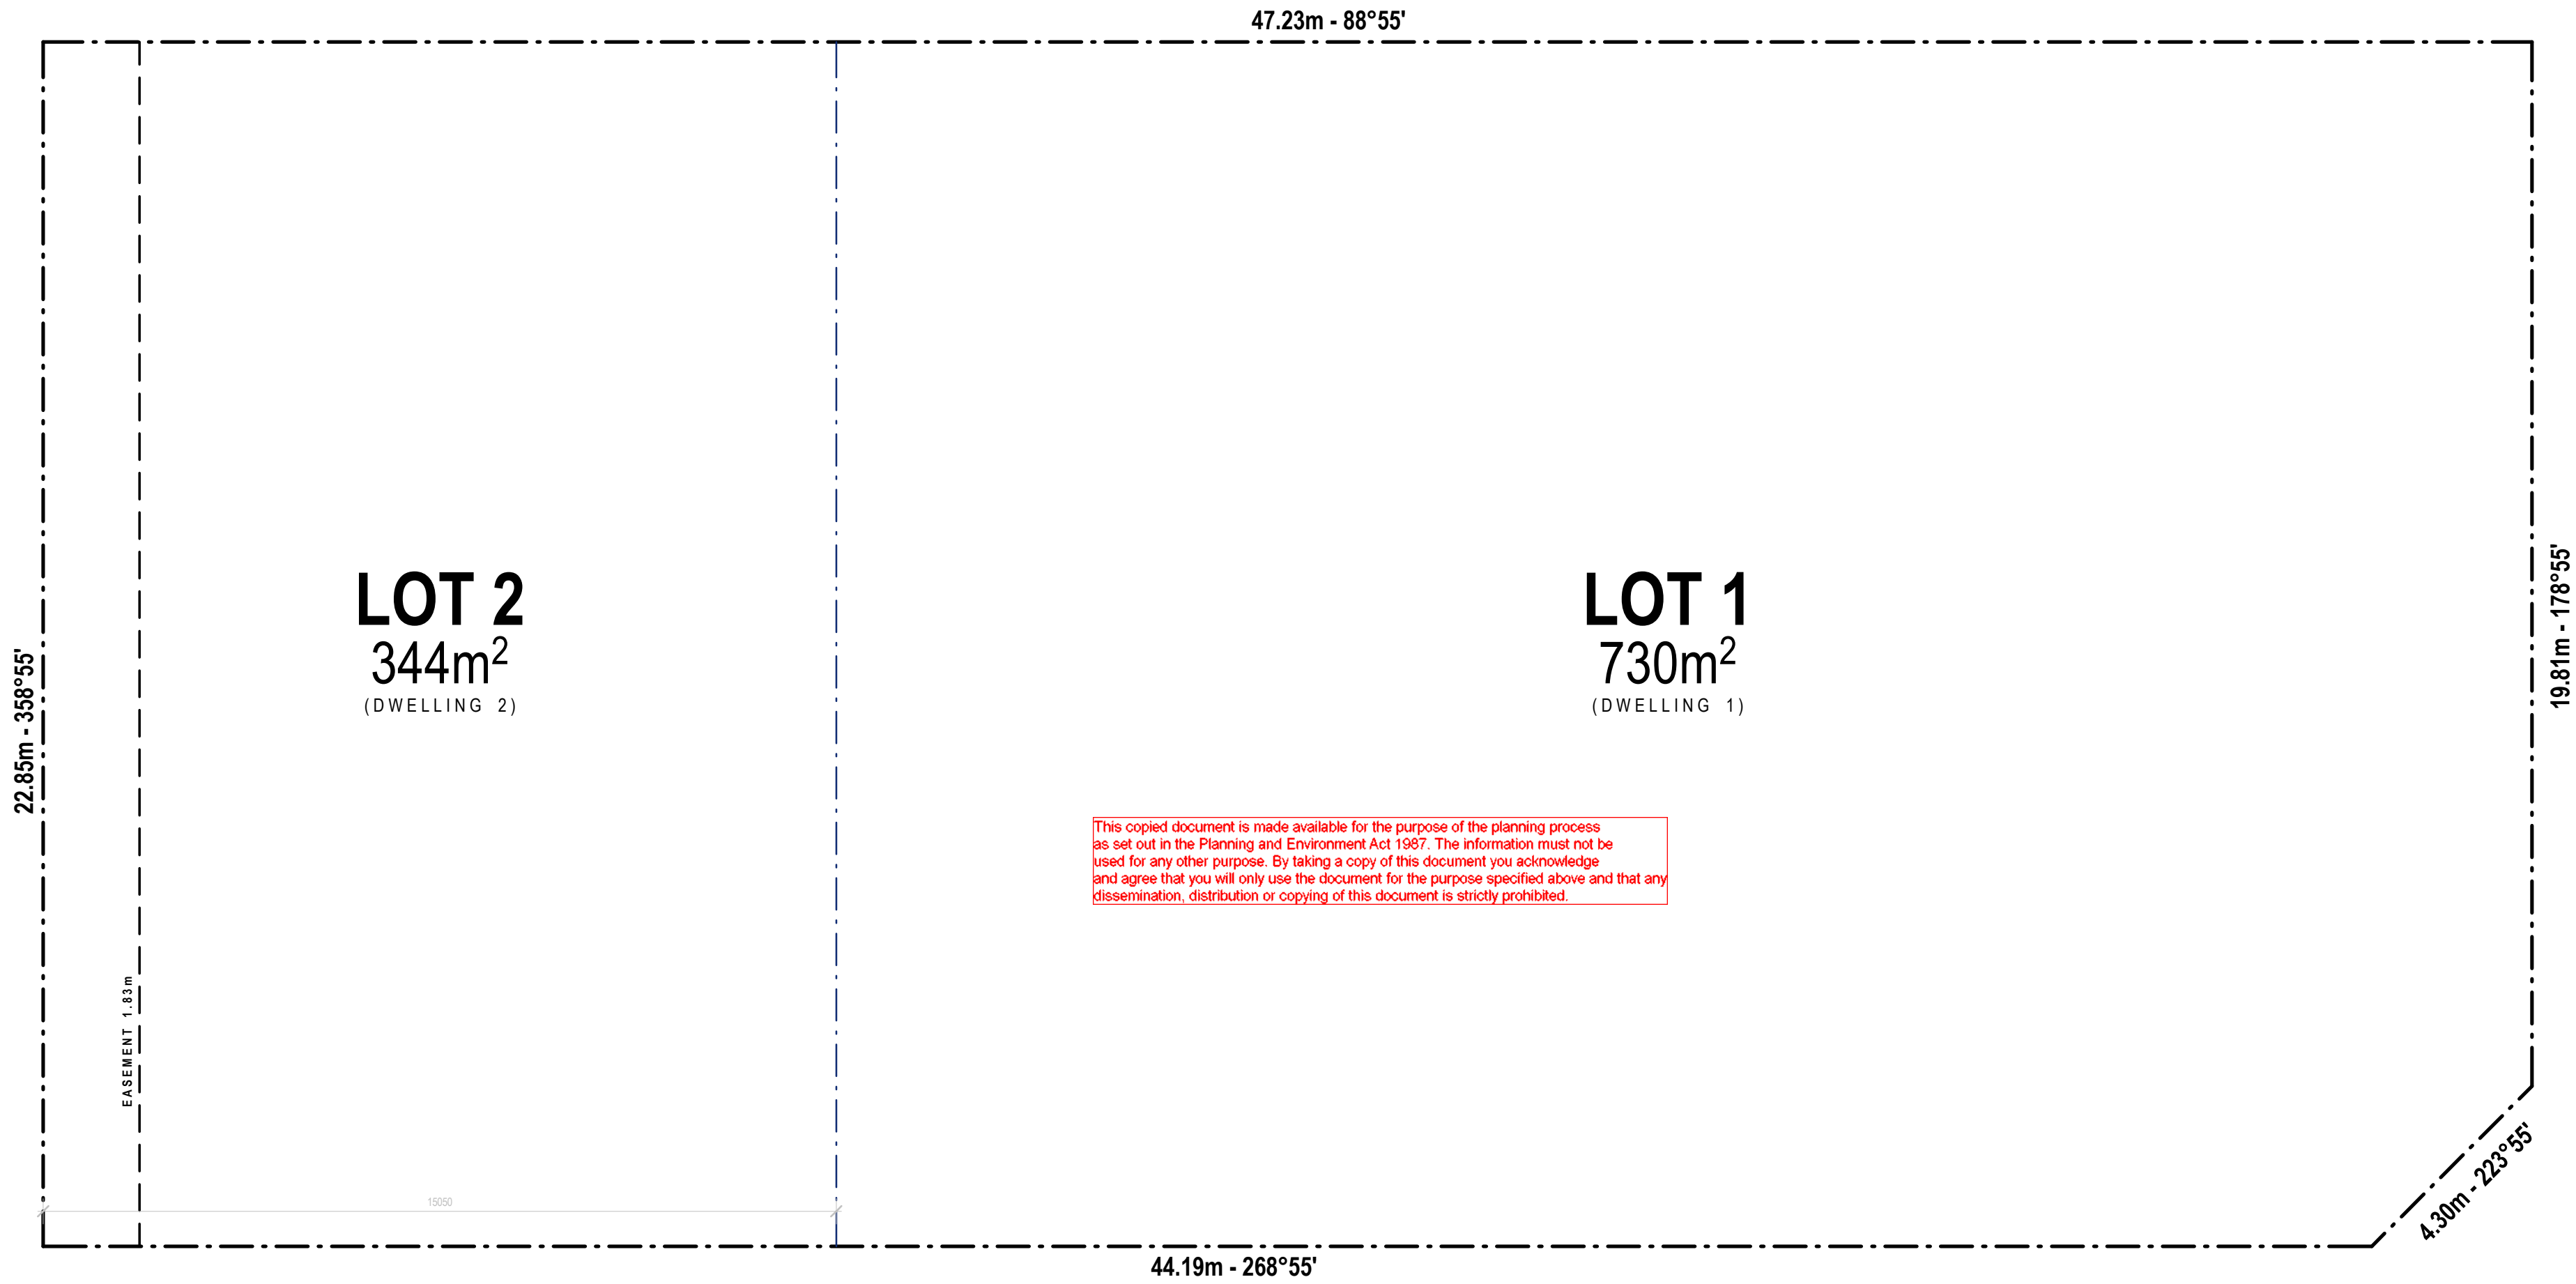 47.23m - 88°55'
LOT 2
344m²
(DWELLING 2)
LOT 1
730m²
(DWELLING 1)
22.85m - 358°55'
19.81m - 178°55'
This copied document is made available for the purpose of the planning process
as set out in the Planning and Environment Act 1987. The information must not be
used for any other purpose. By taking a copy of this document you acknowledge
and agree that you will only use the document for the purpose specified above and that any
dissemination, distribution or copying of this document is strictly prohibited.
EASEMENT 1.83m
15050
4.30m - 223°55'
44.19m - 268°55'